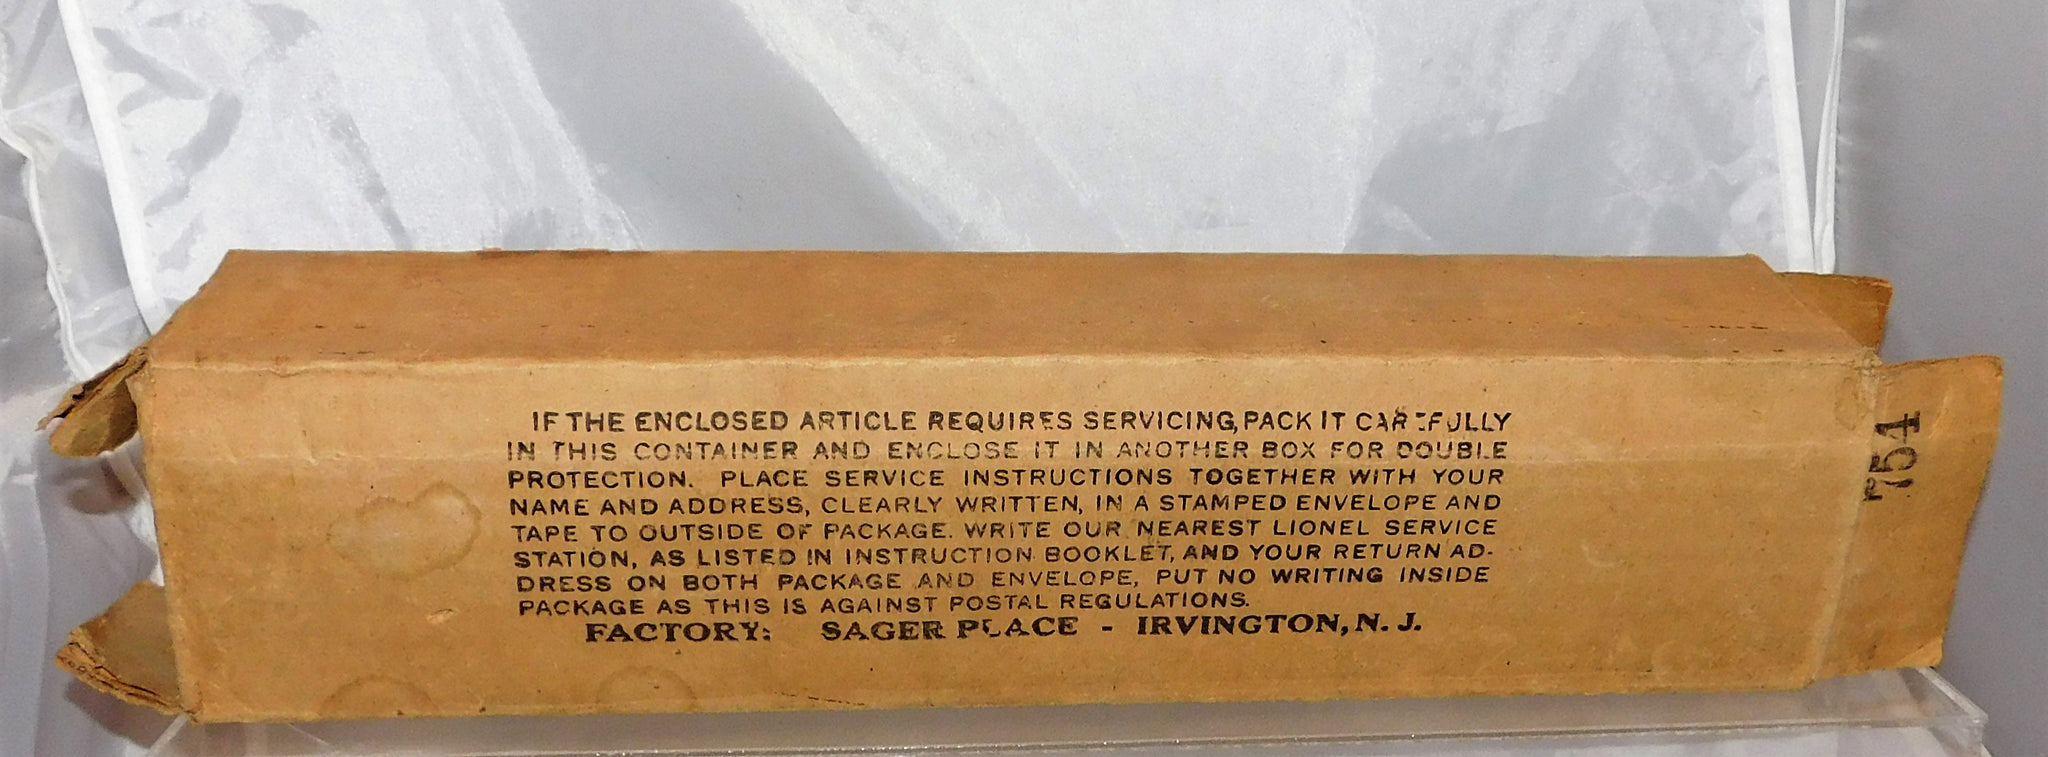 IF THE ENCLOSED ARTICLE REQUIRES SERVICING, PACK IT CAREFULLY
IN THIS CONTAINER AND ENCLOSE IT IN ANOTHER BOX FOR DOUBLE
PROTECTION. PLACE SERVICE INSTRUCTIONS TOGETHER WITH YOUR
NAME AND ADDRESS, CLEARLY WRITTEN, IN A STAMPED ENVELOPE AND
TAPE TO OUTSIDE OF PACKAGE. WRITE OUR NEAREST LIONEL SERVICE
STATION, AS LISTED IN INSTRUCTION BOOKLET, AND YOUR RETURN AD-
DRESS ON BOTH PACKAGE AND ENVELOPE, PUT NO WRITING INSIDE
PACKAGE AS THIS IS AGAINST POSTAL REGULATIONS.
FACTORY: SAGER PLACE - IRVINGTON, N. J.
751